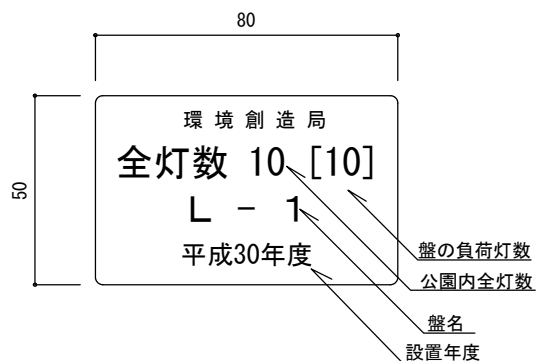 80
50
環境創造局
全灯数 10 [10]
L - 1
平成30年度
盤の負荷灯数
公園内全灯数
盤名
設置年度